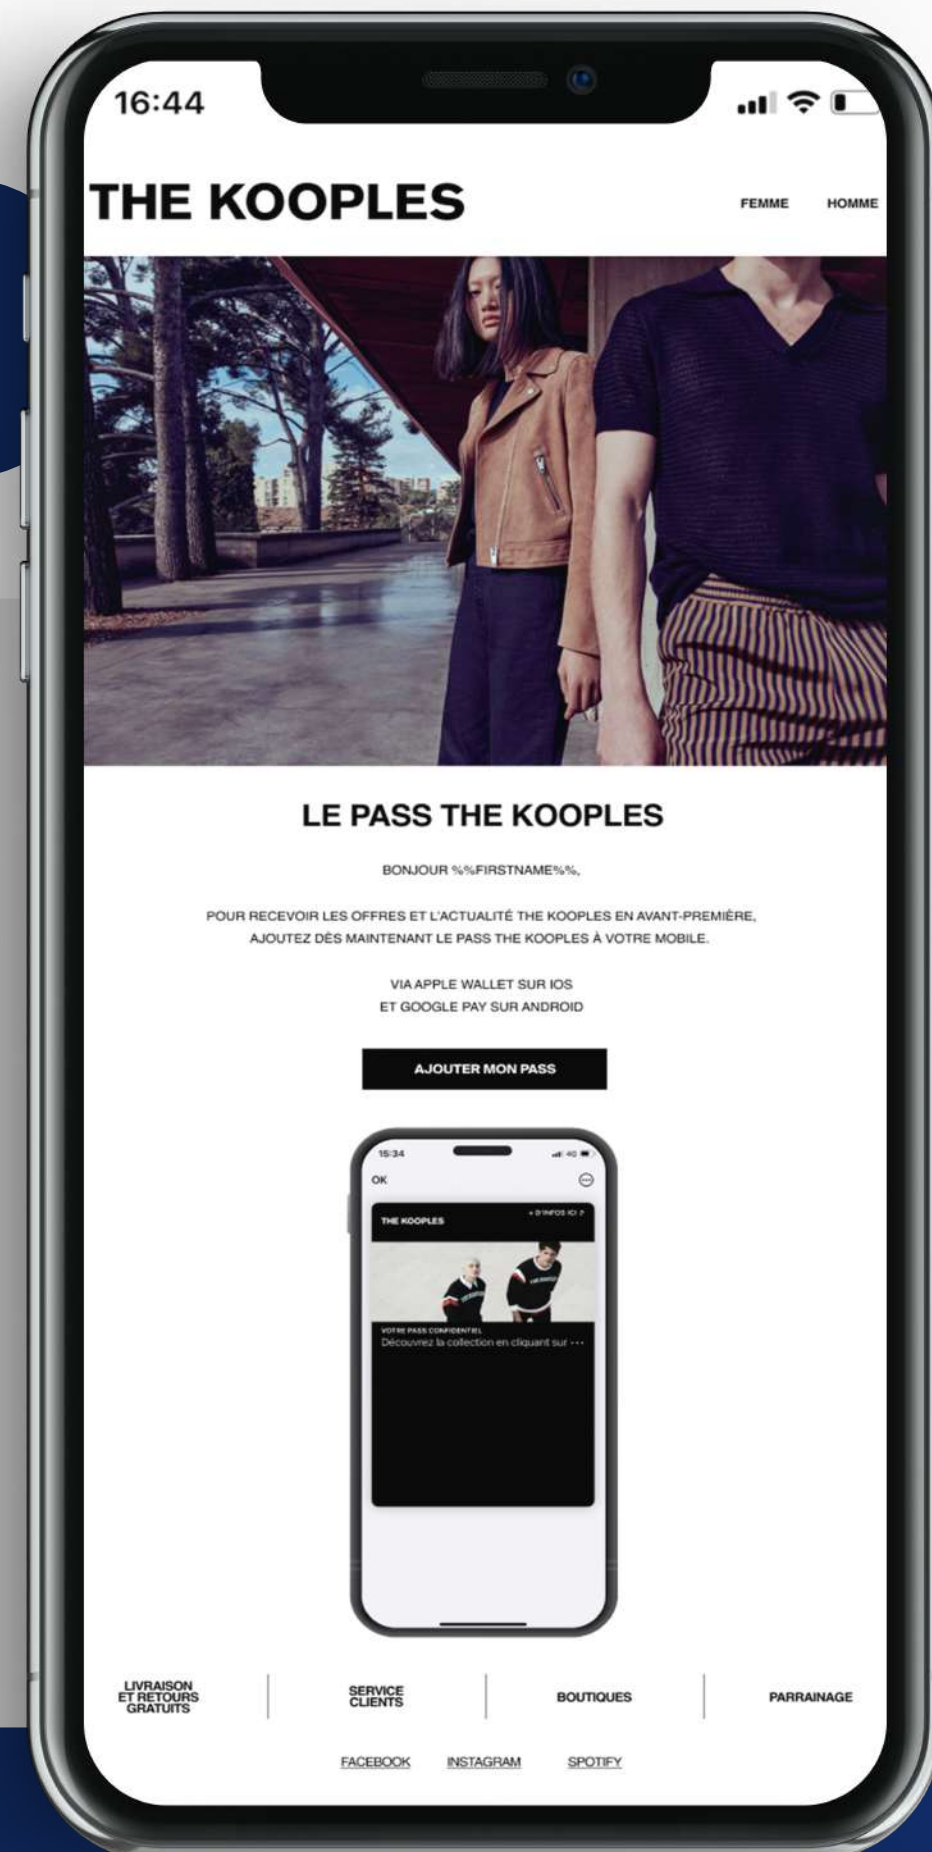 16:44
THE KOOPLES
FEMME HOMME
LE PASS THE KOOPLES
BONJOUR %%FIRSTNAME%%,
POUR RECEVOIR LES OFFRES ET L'ACTUALITÉ THE KOOPLES EN AVANT-PREMIÈRE,
AJOUTEZ DÈS MAINTENANT LE PASS THE KOOPLES À VOTRE MOBILE.
VIA APPLE WALLET SUR IOS
ET GOOGLE PAY SUR ANDROID
AJOUTER MON PASS
15:34 4G
OK
THE KOOPLES
+ D'INFOS ICI
VOTRE PASS CONFIDENTIEL
Découvrez la collection en cliquant sur ···
LIVRAISON
ET RETOURS
GRATUITS
SERVICE
CLIENTS
BOUTIQUES
PARRAINAGE
FACEBOOK INSTAGRAM SPOTIFY